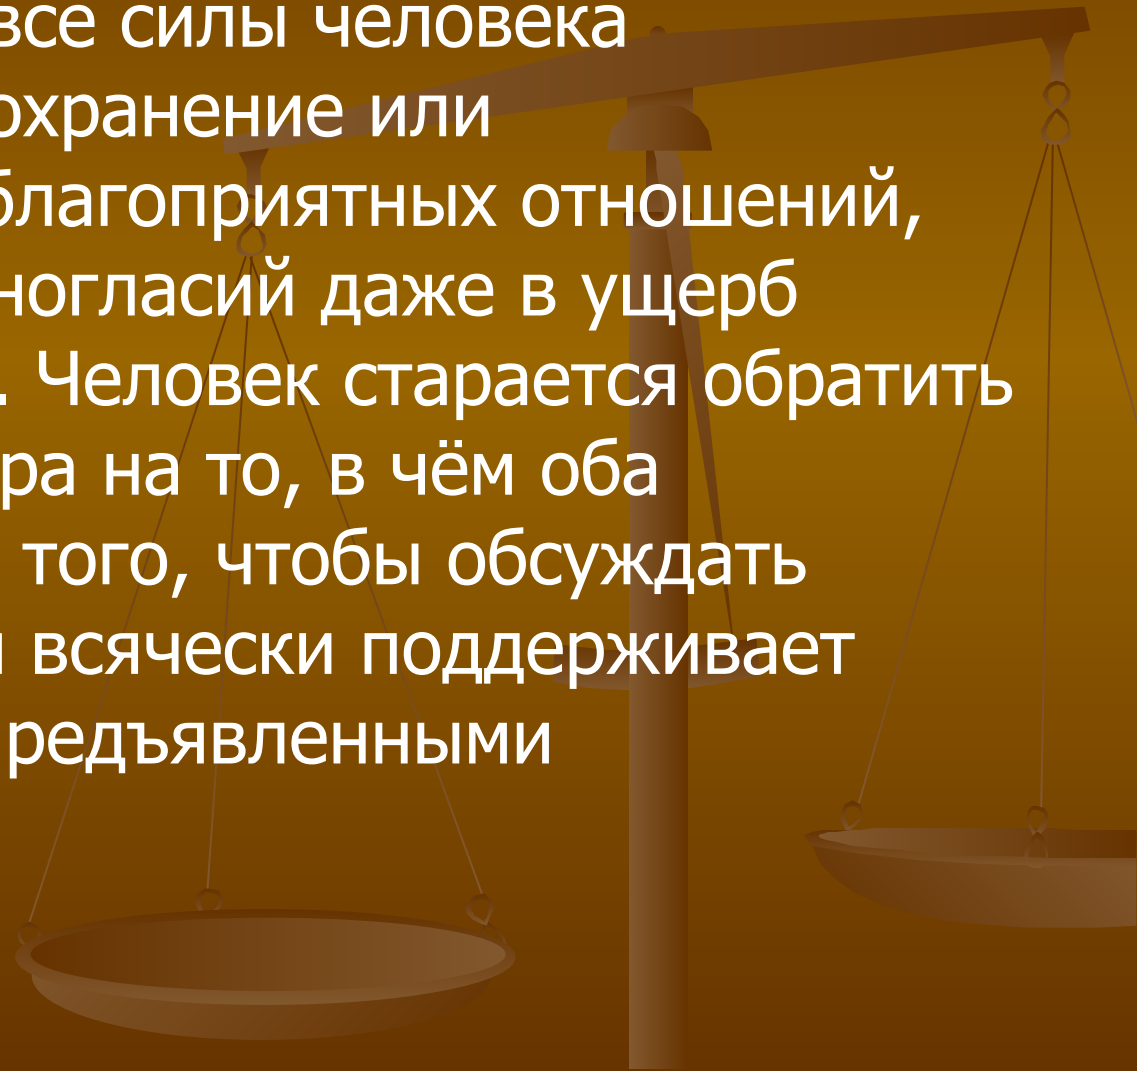 все силы человека
охранение или
благоприятных отношений,
ногласий даже в ущерб
. Человек старается обратить
ра на то, в чём оба
того, чтобы обсуждать
всячески поддерживает
редъявленными